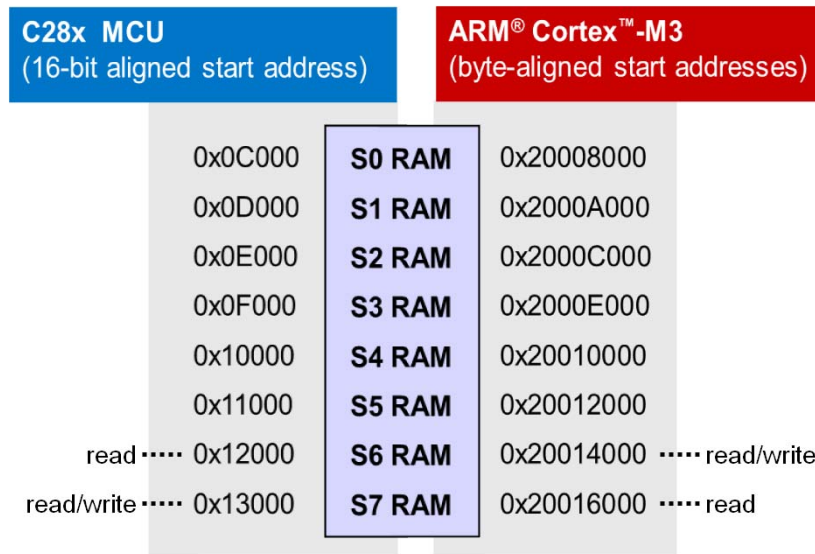 C28x MCU
(16-bit aligned start address)
ARM® Cortex™-M3
(byte-aligned start addresses)
0x0C000 S0 RAM 0x20008000
0x0D000 S1 RAM 0x2000A000
0x0E000 S2 RAM 0x2000C000
0x0F000 S3 RAM 0x2000E000
0x10000 S4 RAM 0x20010000
0x11000 S5 RAM 0x20012000
read ····· 0x12000 S6 RAM 0x20014000 ····· read/write
read/write ····· 0x13000 S7 RAM 0x20016000 ····· read